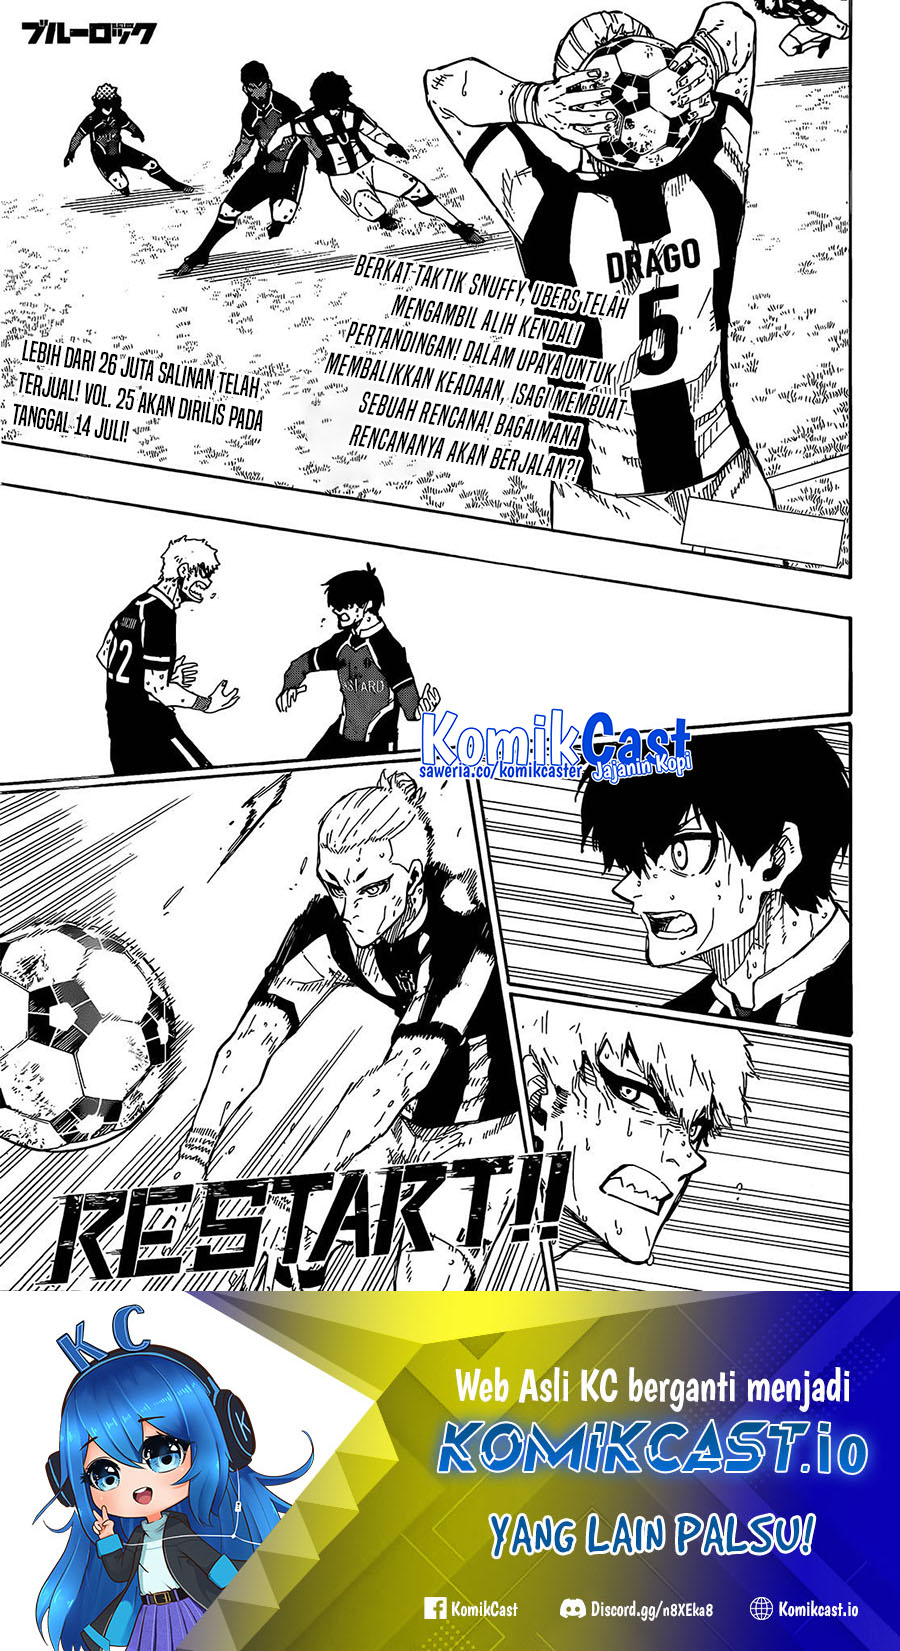 ブルーロック
DRAGO
5
BERKAT TAKTIK SNUFFY, UBERS TELAH
MENGAMBIL ALIH KENDALI
PERTANDINGAN! DALAM UPAYA UNTUK
MEMBALIKKAN KEADAAN, ISAGI MEMBUAT
SEBUAH RENCANA! BAGAIMANA
RENCANANYA AKAN BERJALAN?!
LEBIH DARI 26 JUTA SALINAN TELAH
TERJUAL! VOL. 25 AKAN DIRILIS PADA
TANGGAL 14 JULI!
22
KomikCast
saweria.co/komikcaster Jajanin Kopi
RESTART!!
KC
K
Web Asli KC berganti menjadi
KOMIKCAST.io
YANG LAIN PALSU!
KomikCast
Discord.gg/n8XEka8
Komikcast.io